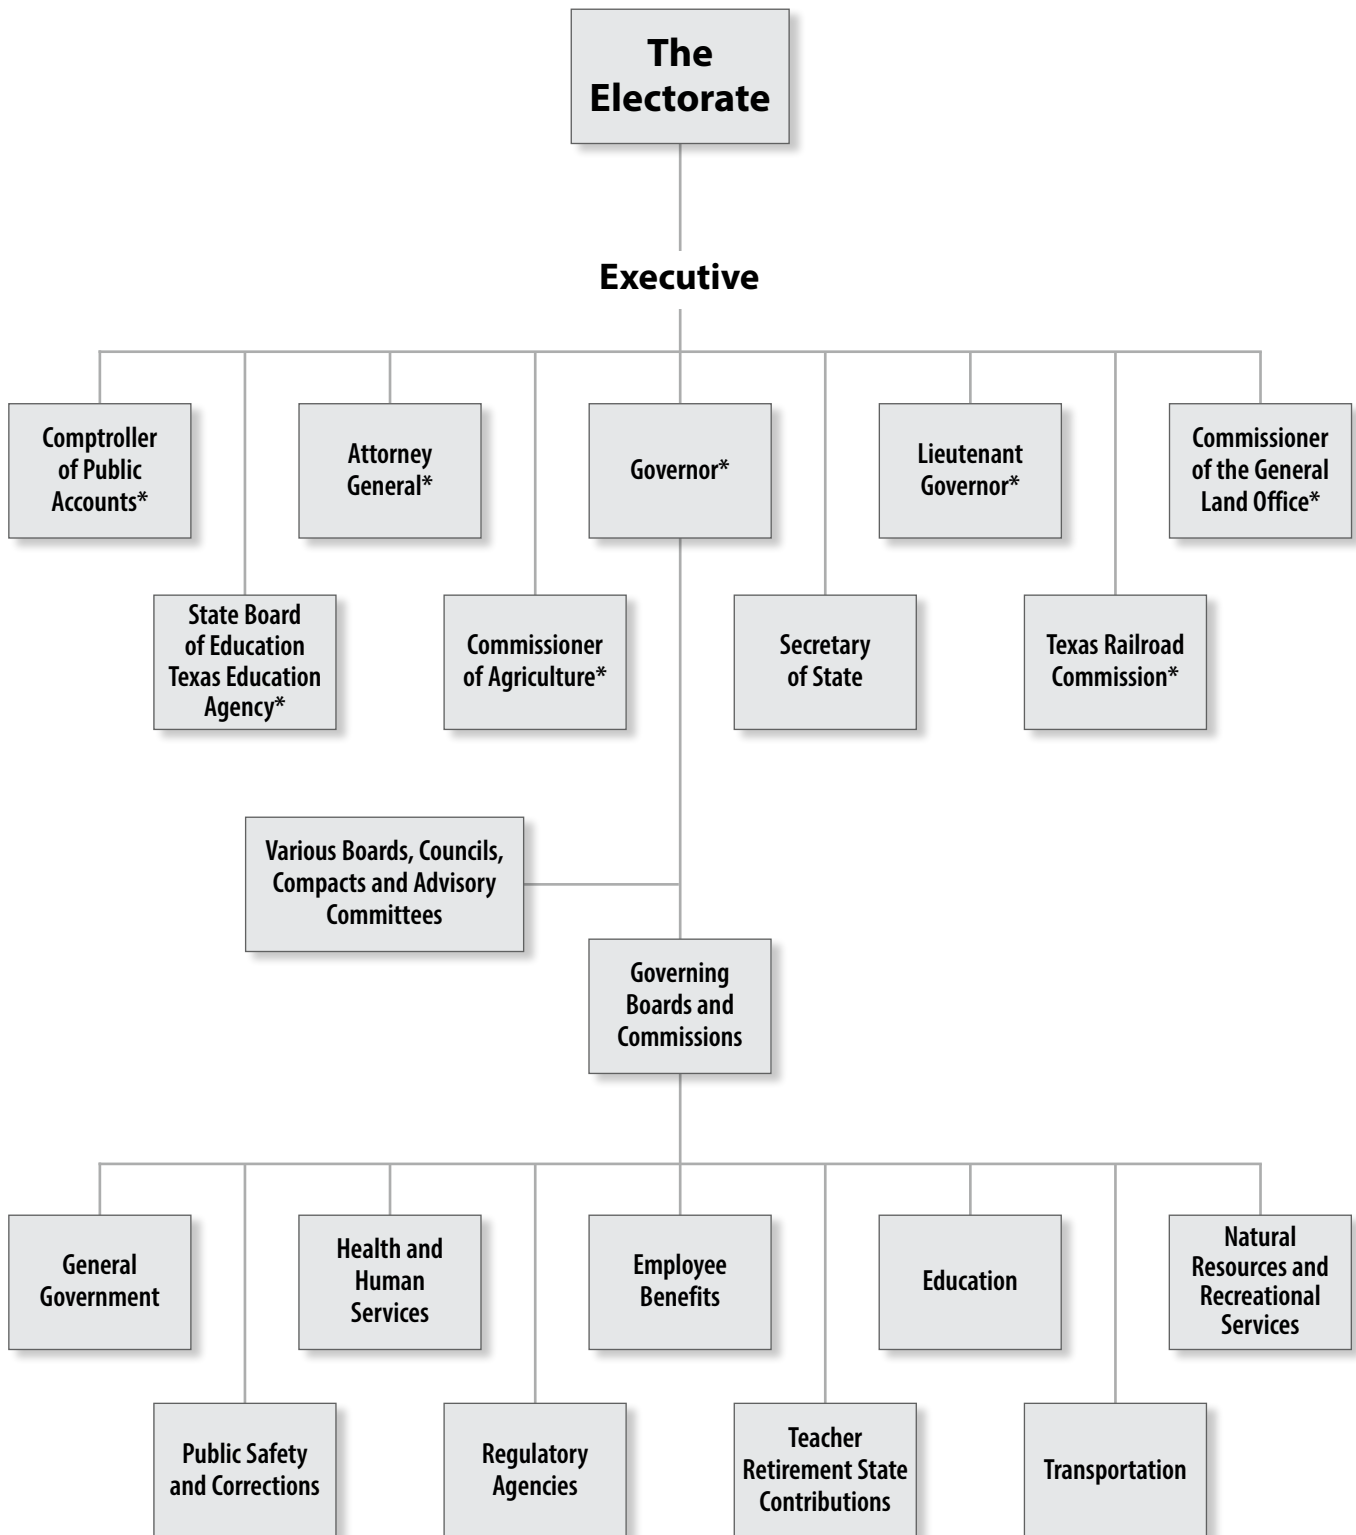 The
Electorate
Executive
Comptroller
of Public
Accounts*
Attorney
General*
Governor*
Lieutenant
Governor*
Commissioner
of the General
Land Office*
State Board
of Education
Texas Education
Agency*
Commissioner
of Agriculture*
Secretary
of State
Texas Railroad
Commission*
Various Boards, Councils,
Compacts and Advisory
Committees
Governing
Boards and
Commissions
General
Government
Health and
Human
Services
Employee
Benefits
Education
Natural
Resources and
Recreational
Services
Public Safety
and Corrections
Regulatory
Agencies
Teacher
Retirement State
Contributions
Transportation